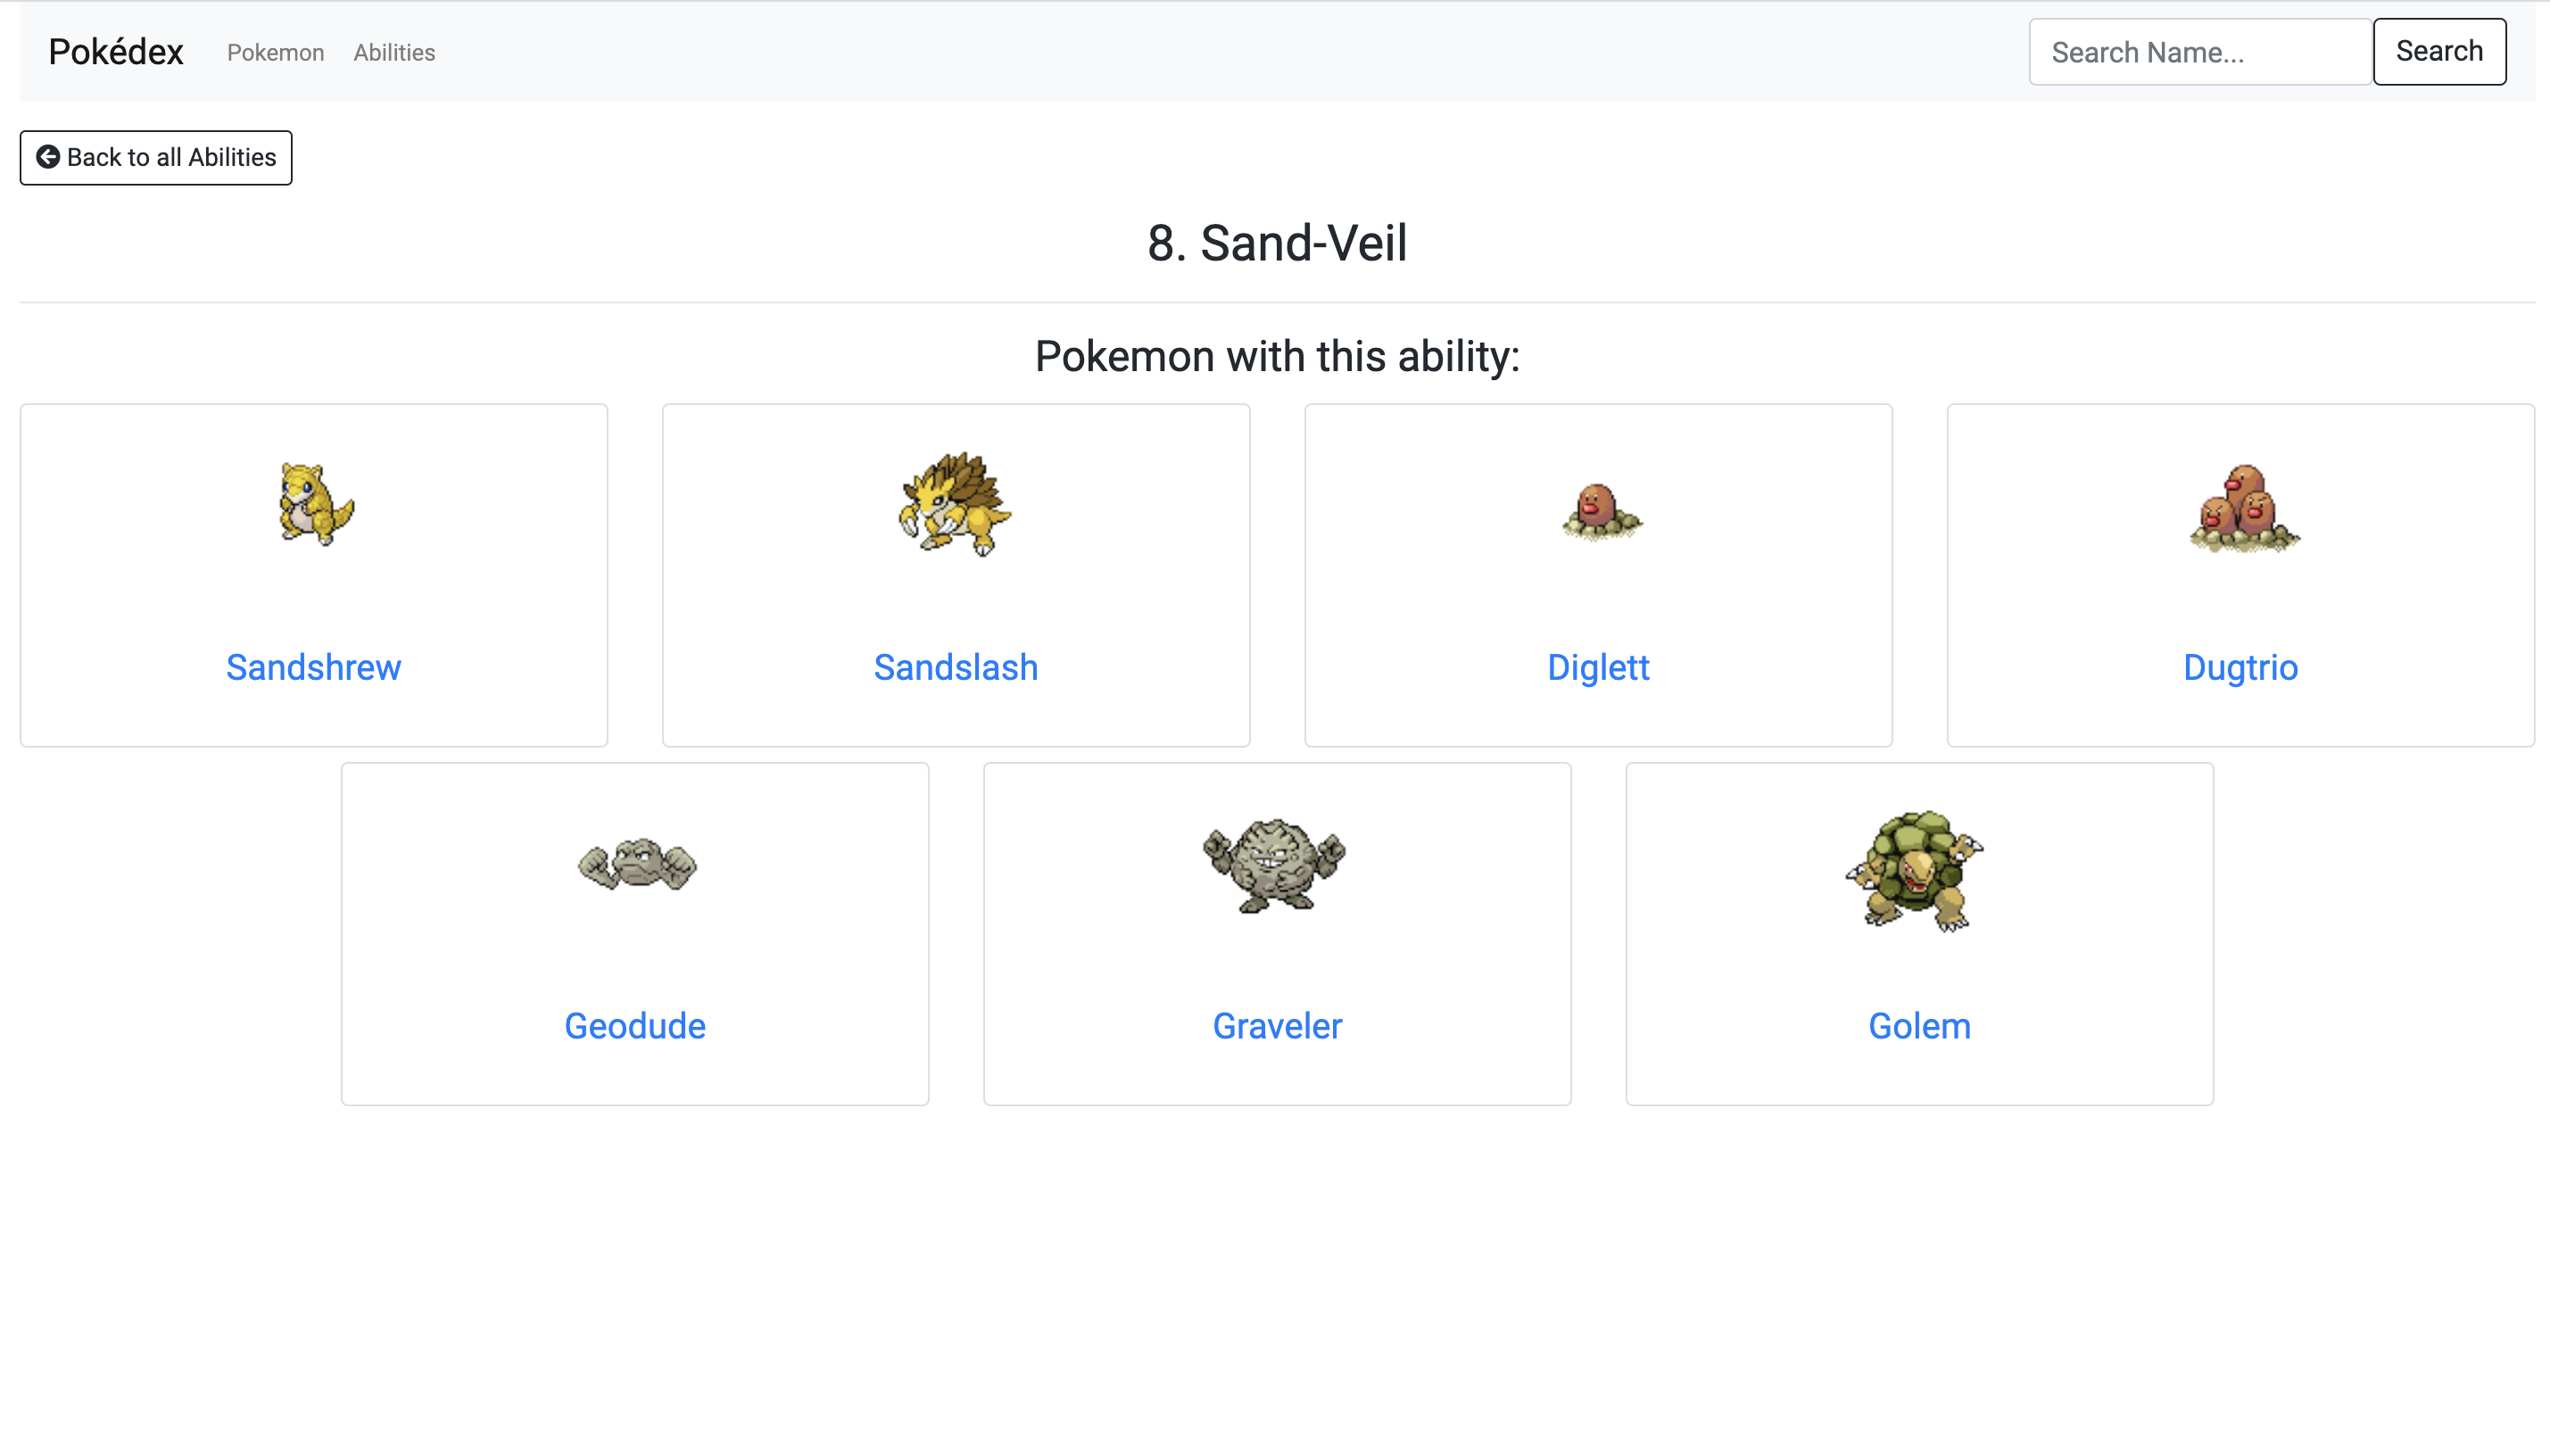 Pokédex Pokemon Abilities Search Name... Search
Back to all Abilities
8. Sand-Veil
Pokemon with this ability:
Sandshrew Sandslash Diglett Dugtrio
Geodude Graveler Golem